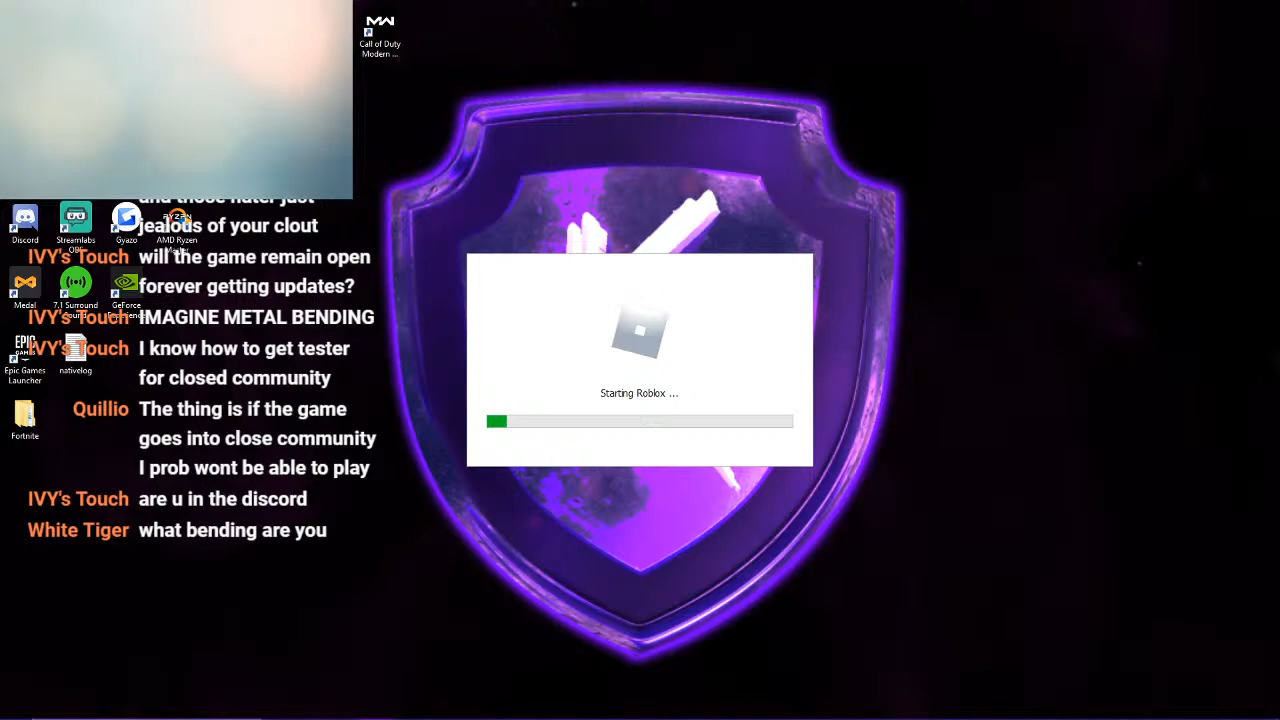 Call of Duty
Modern ...
and those hater just
jealous of your clout
Discord
Streamlabs
Gyazo
AMD Ryzen
IVY's Touch will the game remain open
forever getting updates?
Medal
7.1 Surround
GeForce
IVY's Touch IMAGINE METAL BENDING
IVY's Touch I know how to get tester
for closed community
EPIC
Epic Games
Launcher
nativelog
Quillio The thing is if the game
goes into close community
I prob wont be able to play
Fortnite
IVY's Touch are u in the discord
White Tiger what bending are you
Starting Roblox ...